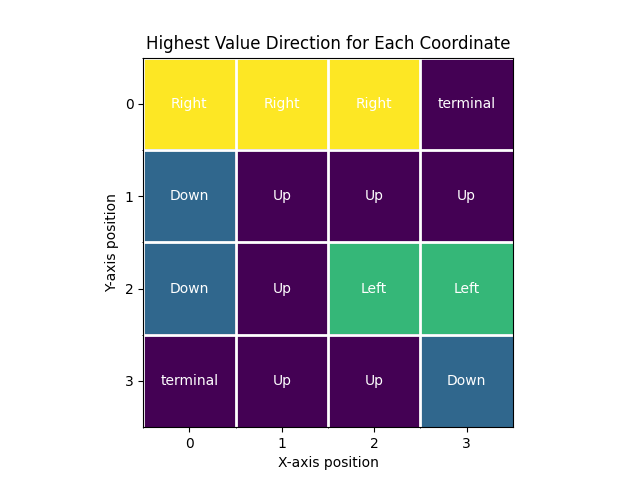 Highest Value Direction for Each Coordinate
0 Right Right Right terminal
1 Down Up Up Up
2 Down Up Left Left
3 terminal Up Up Down
0 1 2 3
X-axis position
Y-axis position